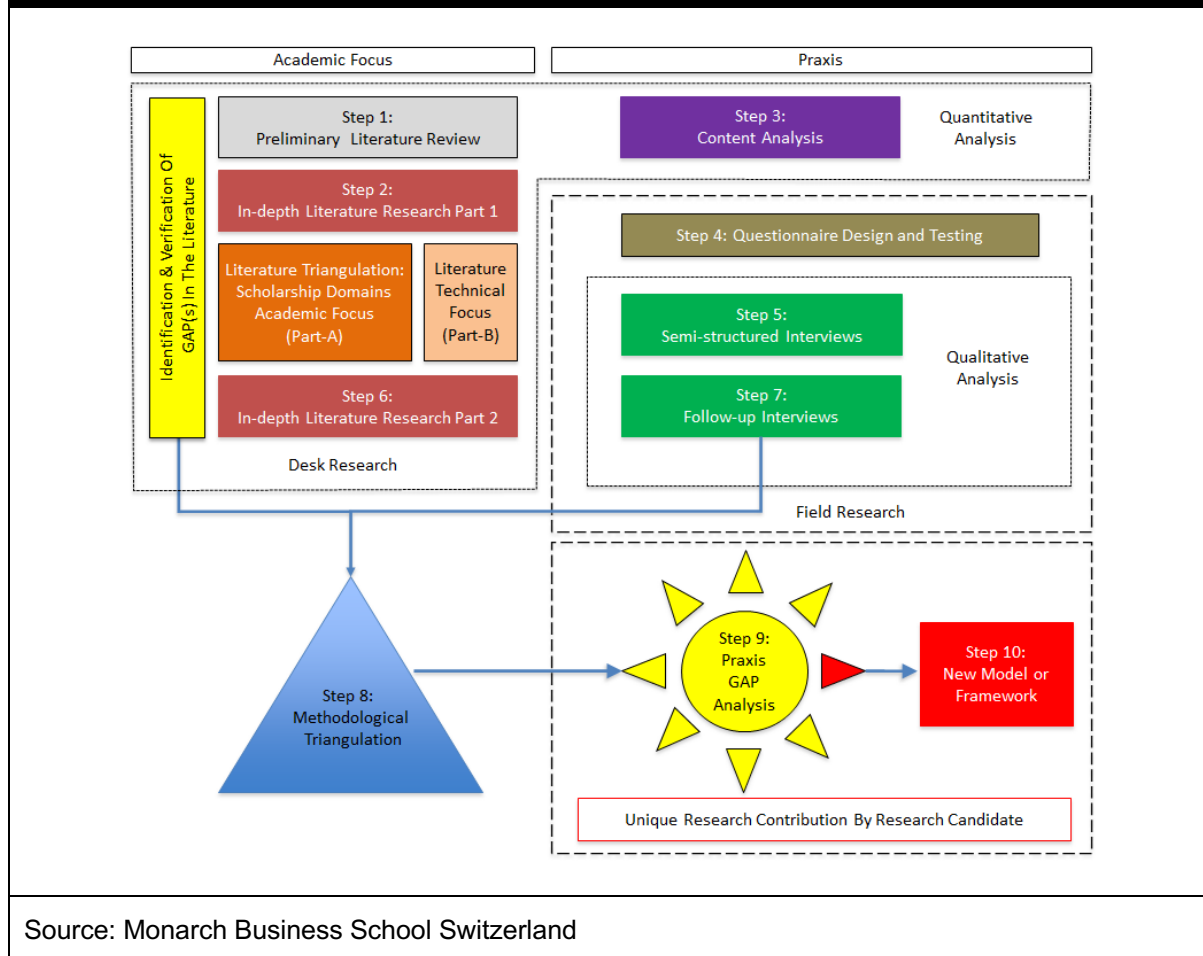 Academic Focus
Praxis
Identification & Verification Of
GAP(s) In The Literature
Step 1:
Preliminary Literature Review
Step 2:
In-depth Literature Research Part 1
Literature Triangulation:
Scholarship Domains
Academic Focus
(Part-A)
Literature
Technical
Focus
(Part-B)
Step 6:
In-depth Literature Research Part 2
Desk Research
Step 3:
Content Analysis
Quantitative
Analysis
Step 4: Questionnaire Design and Testing
Step 5:
Semi-structured Interviews
Step 7:
Follow-up Interviews
Qualitative
Analysis
Field Research
Step 8:
Methodological
Triangulation
Step 9:
Praxis
GAP
Analysis
Step 10:
New Model or
Framework
Unique Research Contribution By Research Candidate
Source: Monarch Business School Switzerland